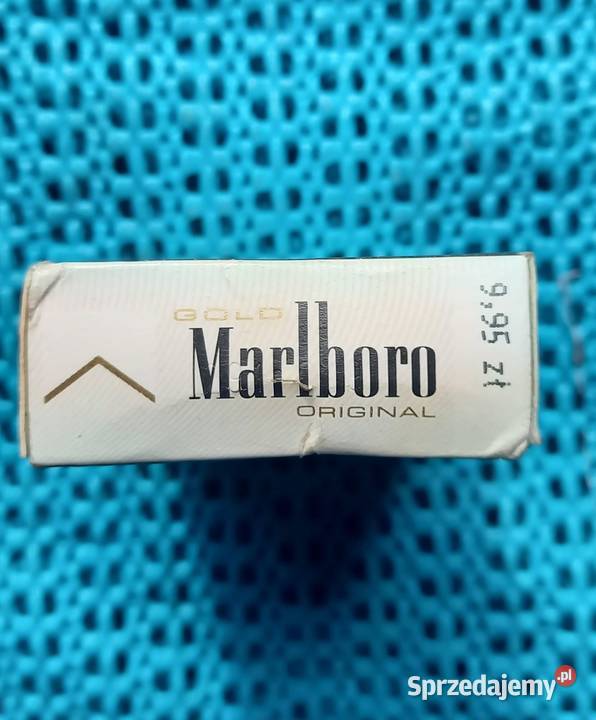 GOLD
Marlboro
ORIGINAL
9,95 zł
Sprzedajemy.pl